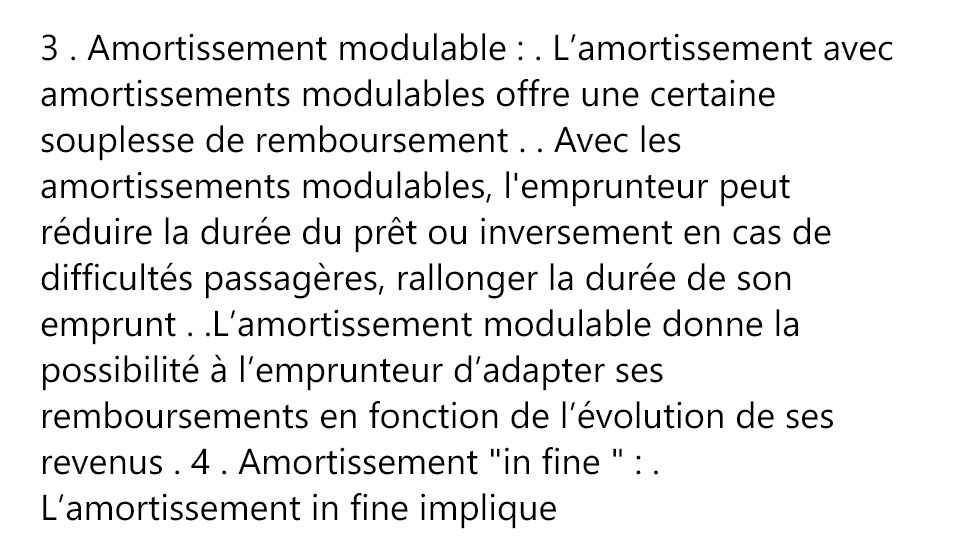 3 . Amortissement modulable : . L’amortissement avec
amortissements modulables offre une certaine
souplesse de remboursement . . Avec les
amortissements modulables, l'emprunteur peut
réduire la durée du prêt ou inversement en cas de
difficultés passagères, rallonger la durée de son
emprunt . .L’amortissement modulable donne la
possibilité à l’emprunteur d’adapter ses
remboursements en fonction de l’évolution de ses
revenus . 4 . Amortissement "in fine " : .
L’amortissement in fine implique